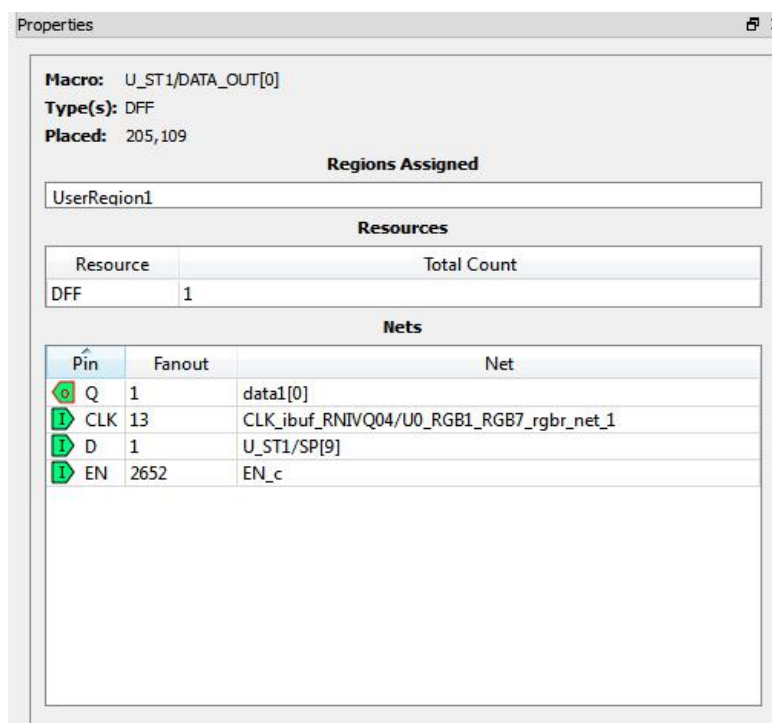 Properties
Macro: U_ST1/DATA_OUT[0]
Type(s): DFF
Placed: 205,109
Regions Assigned
UserRegion1
Resources
Resource Total Count
DFF 1
Nets
Pin Fanout Net
O Q 1 data1[0]
I CLK 13 CLK_ibuf_RNIVQ04/U0_RGB1_RGB7_rgbr_net_1
I D 1 U_ST1/SP[9]
I EN 2652 EN_c